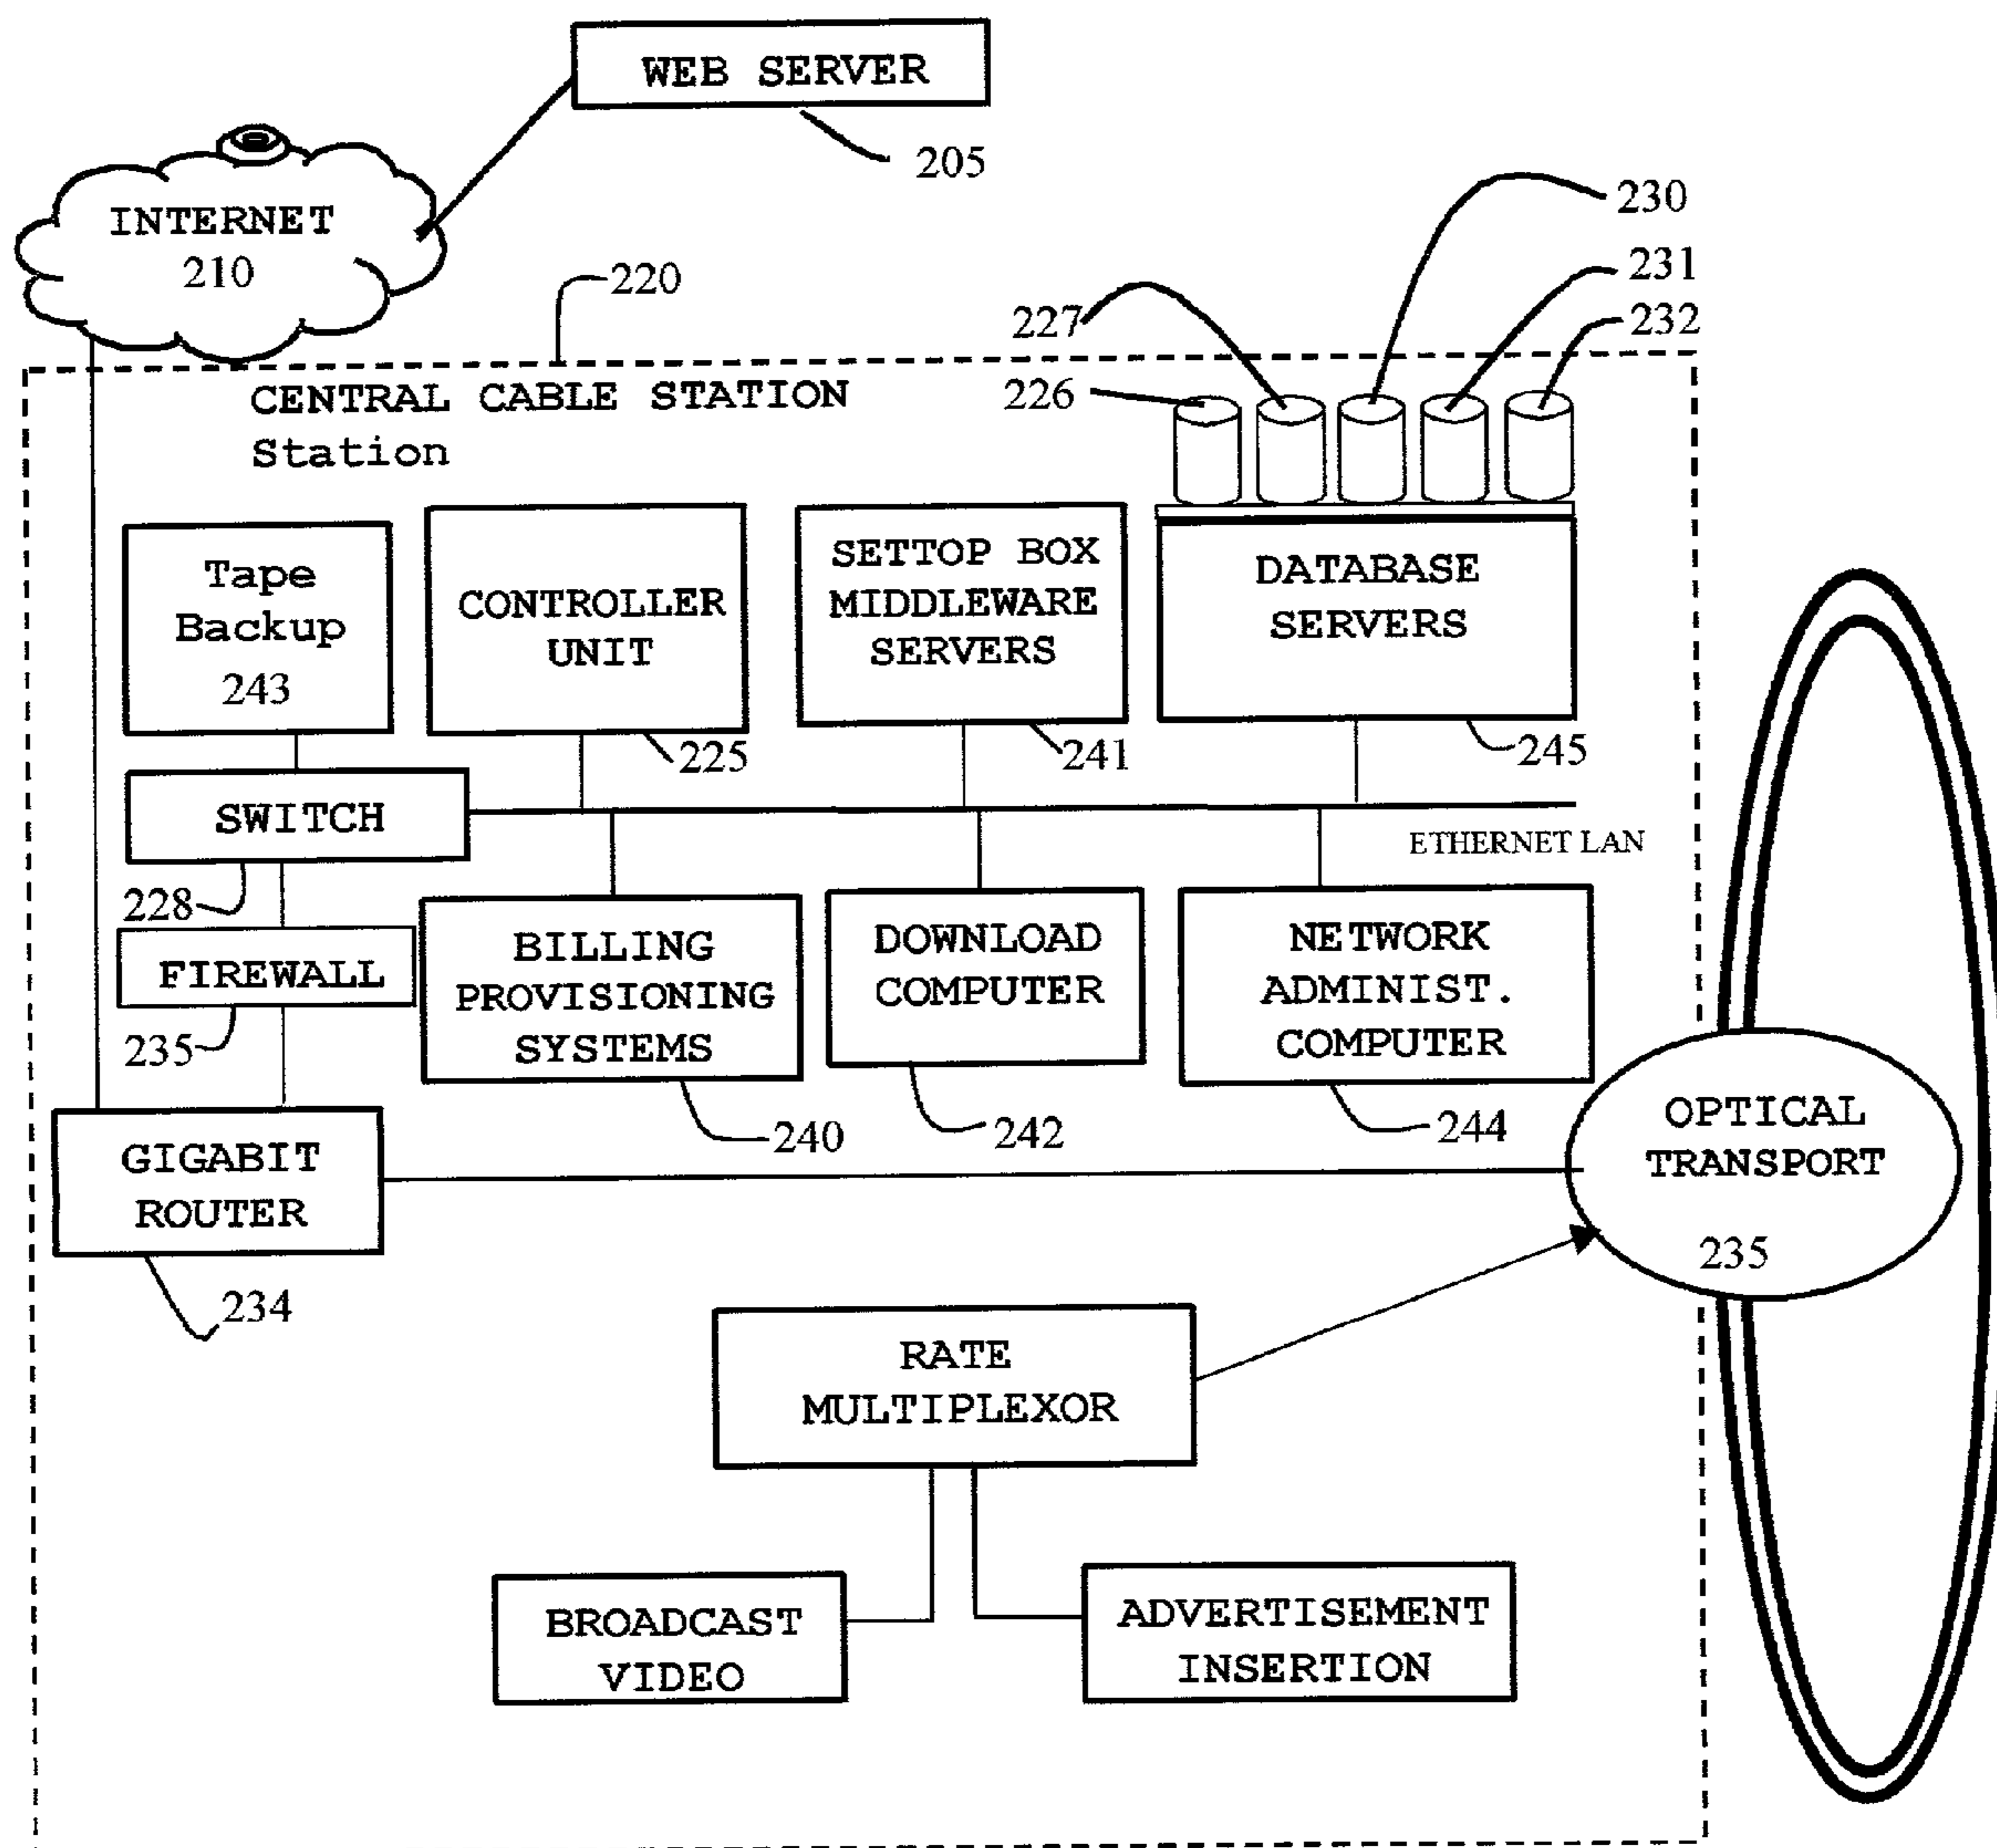 WEB SERVER
205
INTERNET
210
220
230
231
227
232
226
CENTRAL CABLE STATION
Station
Tape
Backup
243
CONTROLLER
UNIT
225
SETTOP BOX
MIDDLEWARE
SERVERS
241
DATABASE
SERVERS
245
SWITCH
228
ETHERNET LAN
FIREWALL
235
BILLING
PROVISIONING
SYSTEMS
240
DOWNLOAD
COMPUTER
242
NETWORK
ADMINIST.
COMPUTER
244
GIGABIT
ROUTER
234
OPTICAL
TRANSPORT
235
RATE
MULTIPLEXOR
BROADCAST
VIDEO
ADVERTISEMENT
INSERTION